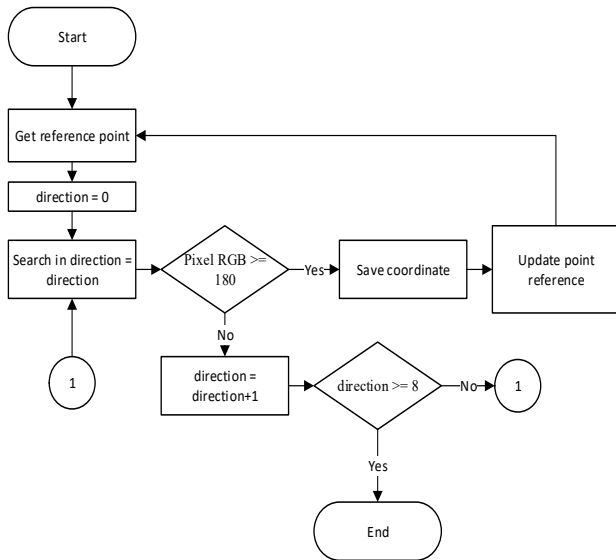 Start
Get reference point
direction = 0
Search in direction =
direction
Pixel RGB >=
180
Yes
Save coordinate
Update point
reference
No
1
direction =
direction+1
direction >= 8
No
1
Yes
End